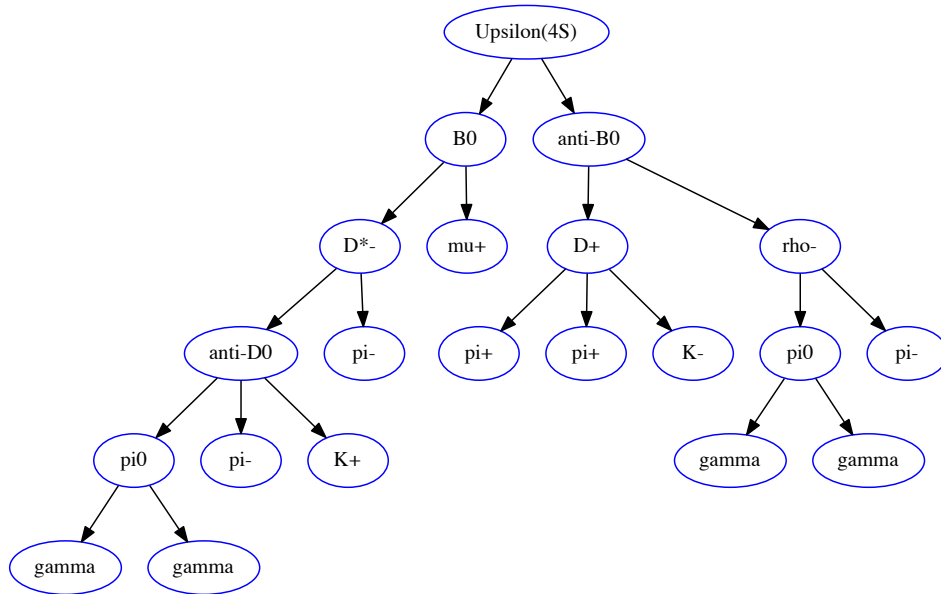 Upsilon(4S)
B0
anti-B0
D*-
mu+
D+
rho-
anti-D0
pi-
pi+
pi+
K-
pi0
pi-
pi0
pi-
K+
gamma
gamma
gamma
gamma